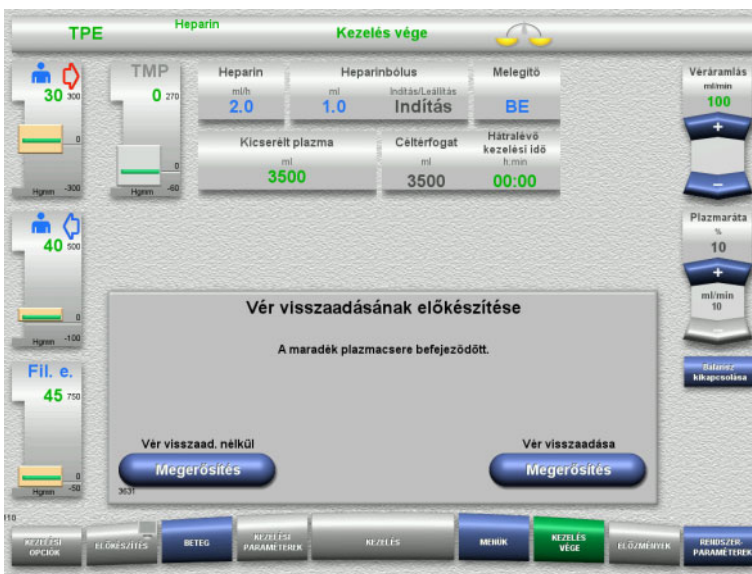 TPE
Heparin
Kezelés vége
30 300
0
Hgmm -300
TMP
0 270
0
Hgmm -60
Heparin
ml/h
2.0
Heparinbólus
ml Indítás/Leállítás
1.0 Indítás
Melegítő
BE
Véráramlás
ml/min
100
+
–
Kicserélt plazma
ml
3500
Céltérfogat
ml
3500
Hátralévő
kezelési idő
h.min
00:00
40 500
0
Hgmm -100
Plazmaráta
%
10
+
ml/min
10
–
Balansz
kikapcsolása
Fil. e.
45 750
0
Hgmm -50
Vér visszaadásának előkészítése
A maradék plazmacsere befejeződött.
Vér visszaad. nélkül
Megerősítés
Vér visszaadása
Megerősítés
3631
110
KEZELÉSI
OPCIÓK
ELŐKÉSZÍTÉS
BETEG
KEZELÉSI
PARAMÉTEREK
KEZELÉS
MENÜK
KEZELÉS
VÉGE
ELŐZMÉNYEK
RENDSZER-
PARAMÉTEREK